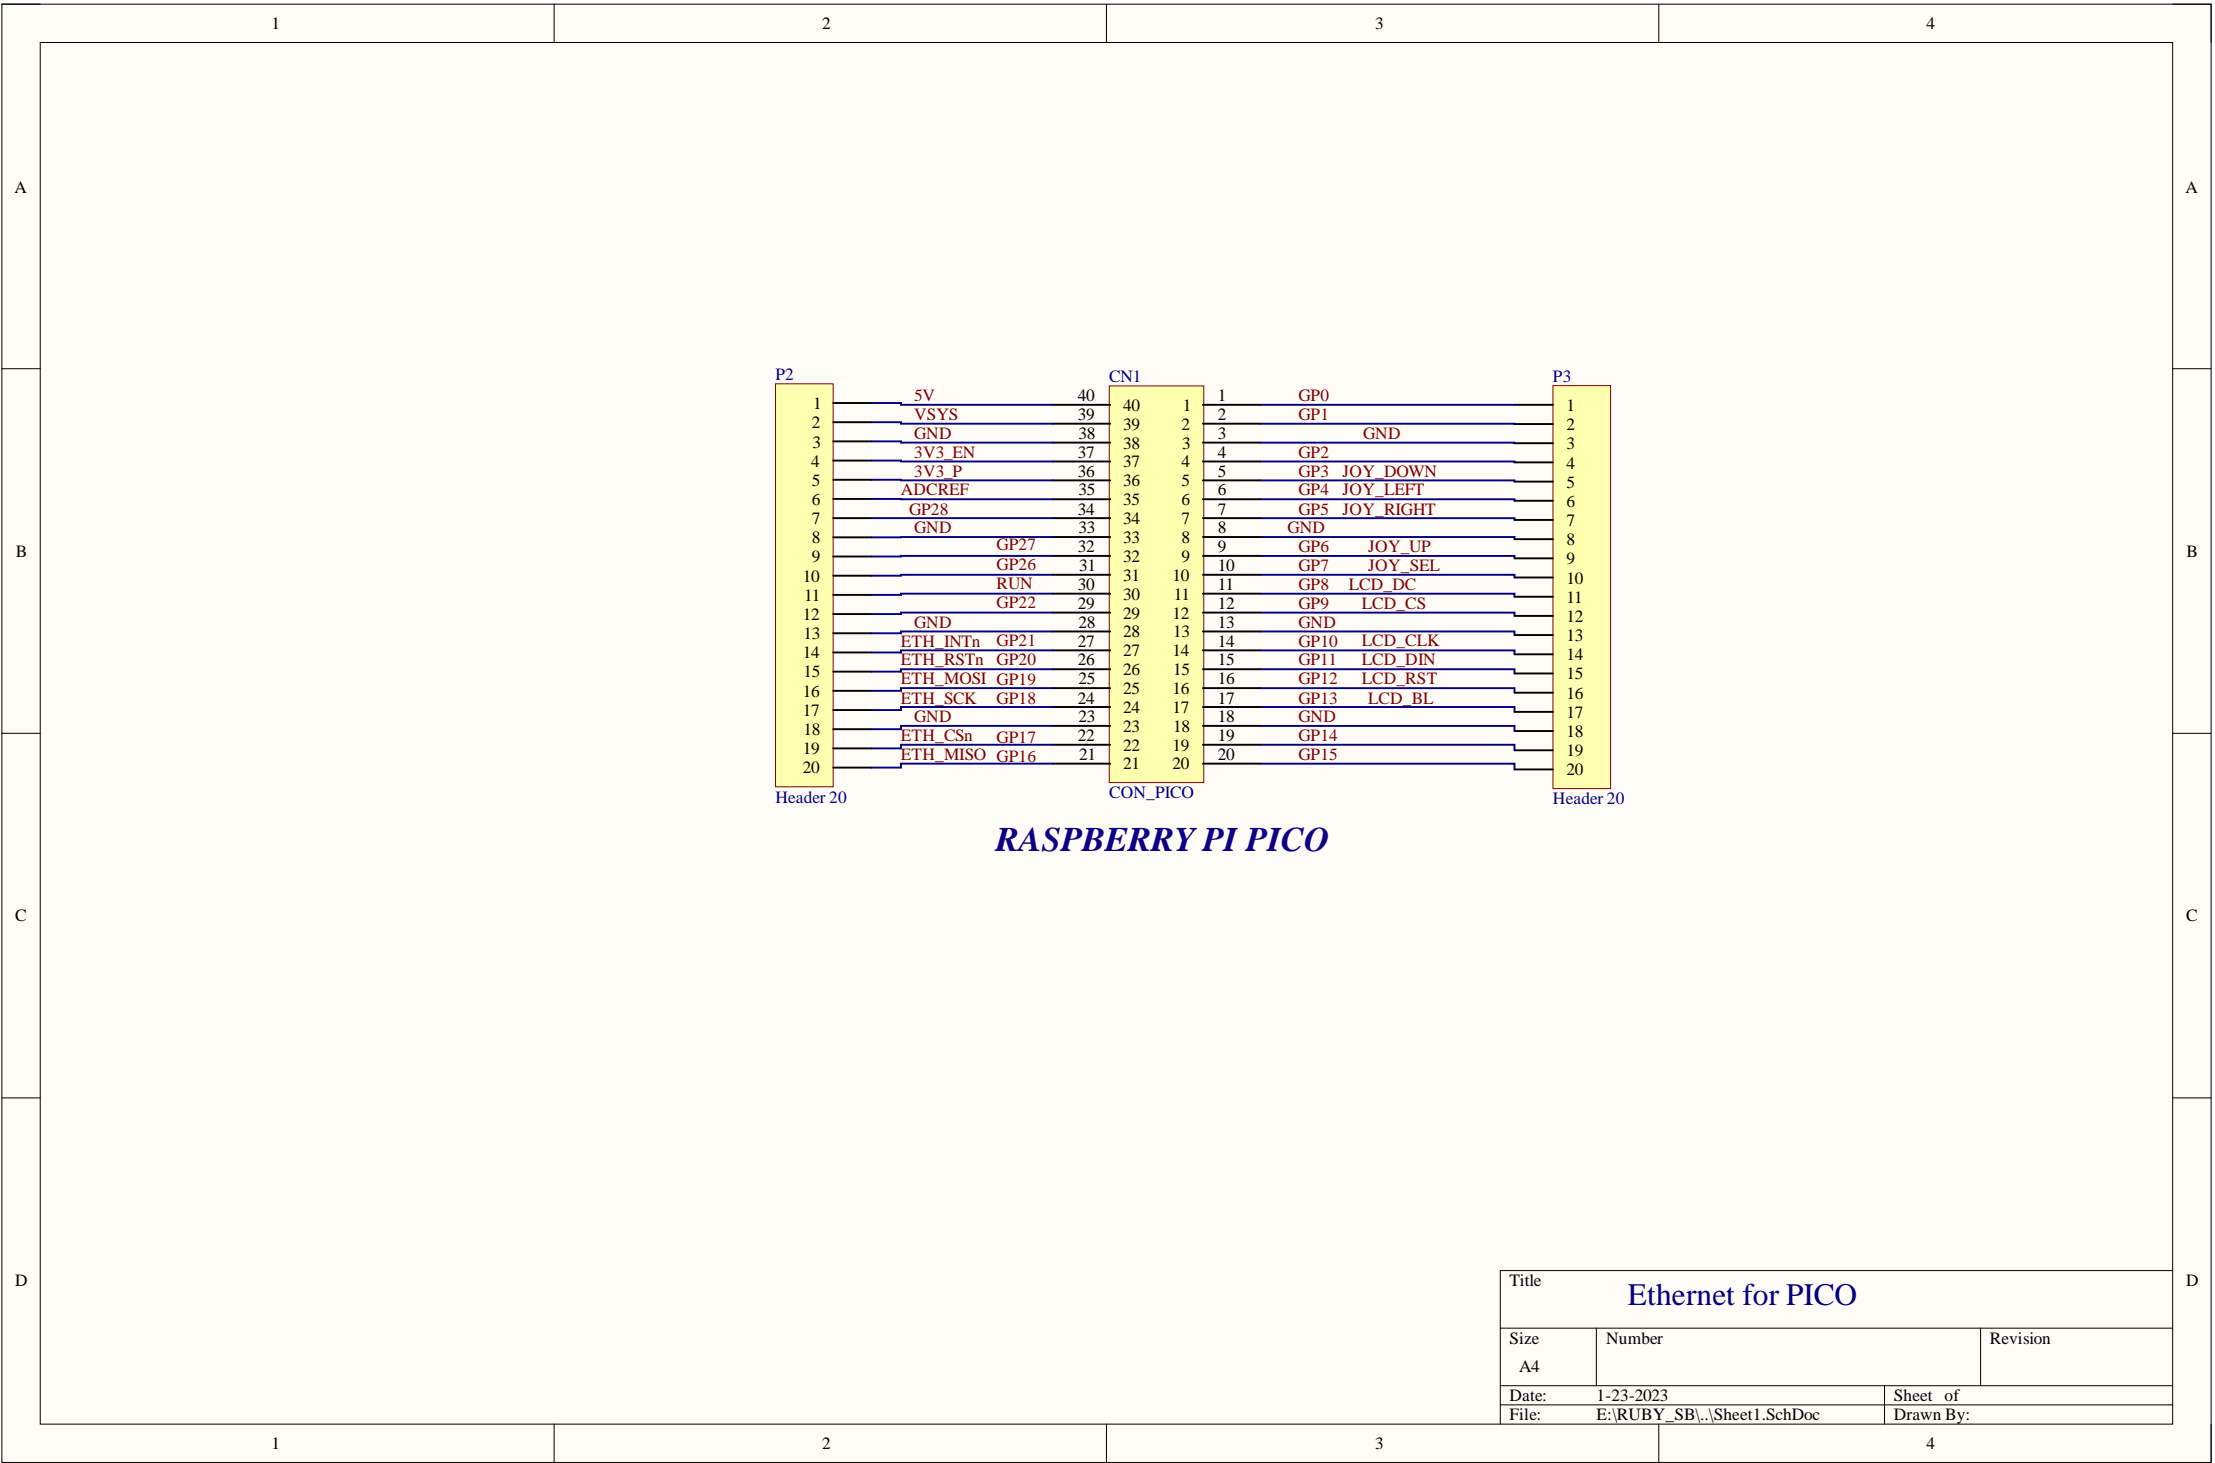 1 2 3 4
A A
P2 CN1 P3
1 5V 40 40 1 1 GP0 1
2 VSYS 39 39 2 2 GP1 2
3 GND 38 38 3 3 GND 3
4 3V3_EN 37 37 4 4 GP2 4
5 3V3_P 36 36 5 5 GP3 JOY_DOWN 5
6 ADCREF 35 35 6 6 GP4 JOY_LEFT 6
7 GP28 34 34 7 7 GP5 JOY_RIGHT 7
8 GND 33 33 8 8 GND 8
B 9 GP27 32 32 9 9 GP6 JOY_UP 9 B
10 GP26 31 31 10 10 GP7 JOY_SEL 10
11 RUN 30 30 11 11 GP8 LCD_DC 11
12 GP22 29 29 12 12 GP9 LCD_CS 12
13 GND 28 28 13 13 GND 13
14 ETH_INTn GP21 27 27 14 14 GP10 LCD_CLK 14
15 ETH_RSTn GP20 26 26 15 15 GP11 LCD_DIN 15
16 ETH_MOSI GP19 25 25 16 16 GP12 LCD_RST 16
17 ETH_SCK GP18 24 24 17 17 GP13 LCD_BL 17
18 GND 23 23 18 18 GND 18
19 ETH_CSn GP17 22 22 19 19 GP14 19
20 ETH_MISO GP16 21 21 20 20 GP15 20
Header 20 CON_PICO Header 20
RASPBERRY PI PICO
C C
D D
Title Ethernet for PICO
Size Number Revision
A4
Date: 1-23-2023 Sheet of
File: E:\RUBY_SB\..\Sheet1.SchDoc Drawn By:
1 2 3 4